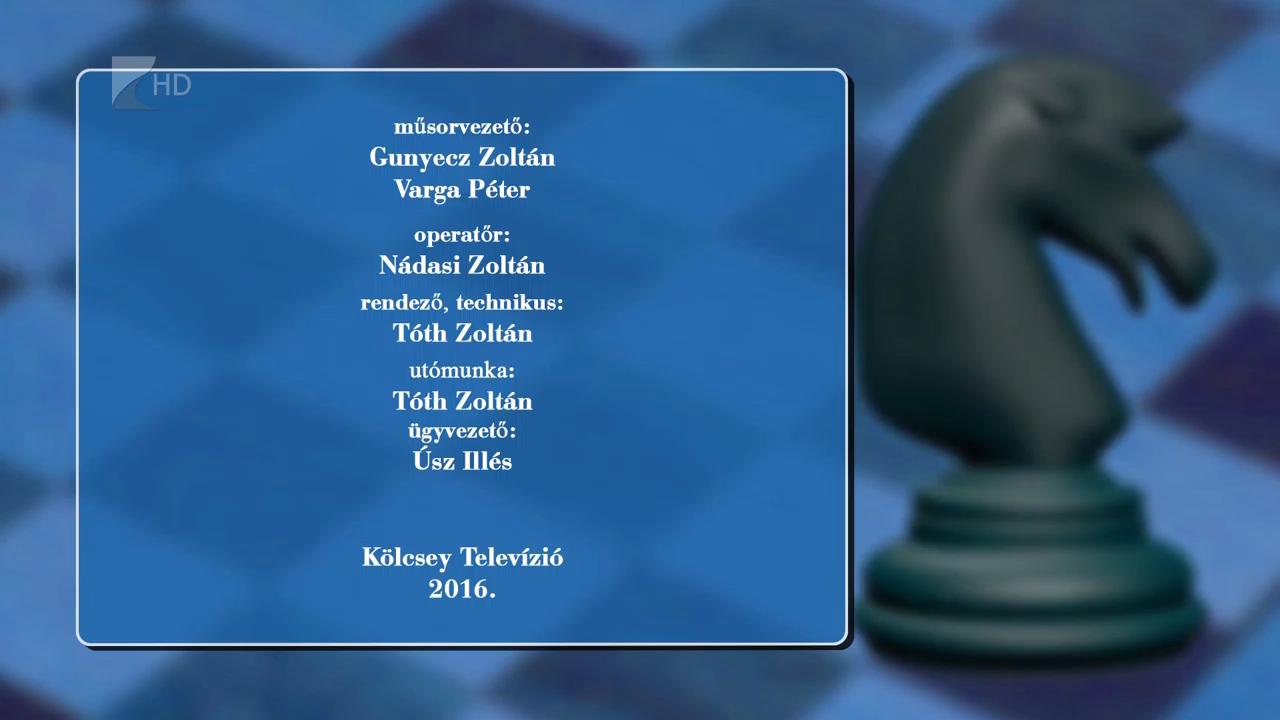 HD
műsorvezető:
Gunyecz Zoltán
Varga Péter
operatőr:
Nádasi Zoltán
rendező, technikus:
Tóth Zoltán
utómunka:
Tóth Zoltán
ügyvezető:
Úsz Illés
Kölcsey Televízió
2016.